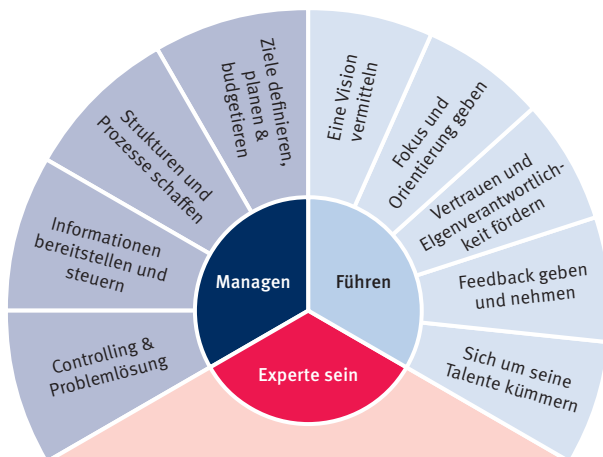 Ziele definieren,
planen &
budgetieren
Strukturen und
Prozesse schaffen
Informationen
bereitstellen und
steuern
Controlling &
Problemlösung
Eine Vision
vermitteln
Fokus und
Orientierung geben
Vertrauen und
EIgenverantwortlich-
keit fördern
Feedback geben
und nehmen
Sich um seine
Talente kümmern
Managen
Führen
Experte sein